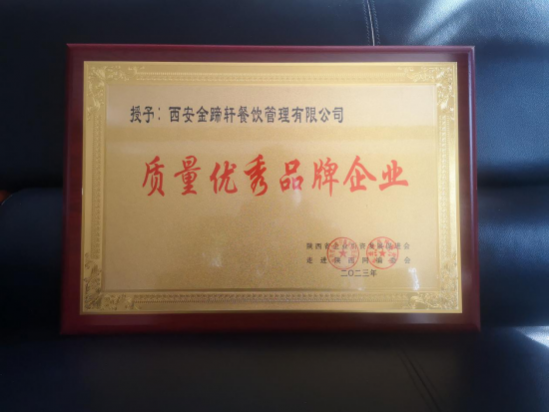 授予：西安金蹄轩餐饮管理有限公司
质量优秀品牌企业
二〇二三年